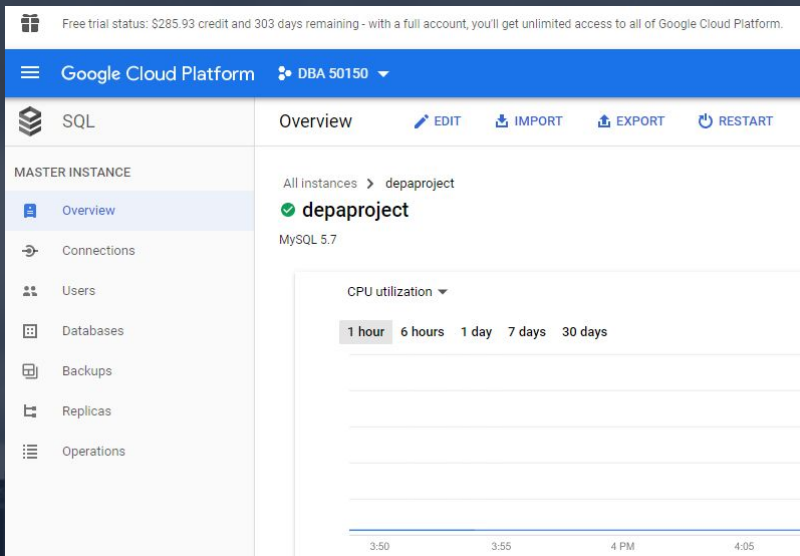 Free trial status: $285.93 credit and 303 days remaining - with a full account, you'll get unlimited access to all of Google Cloud Platform.
Google Cloud Platform DBA 50150
SQL Overview EDIT IMPORT EXPORT RESTART
MASTER INSTANCE
Overview
Connections
Users
Databases
Backups
Replicas
Operations
All instances > depaproject
depaproject
MySQL 5.7
CPU utilization
1 hour 6 hours 1 day 7 days 30 days
3:50 3:55 4 PM 4:05